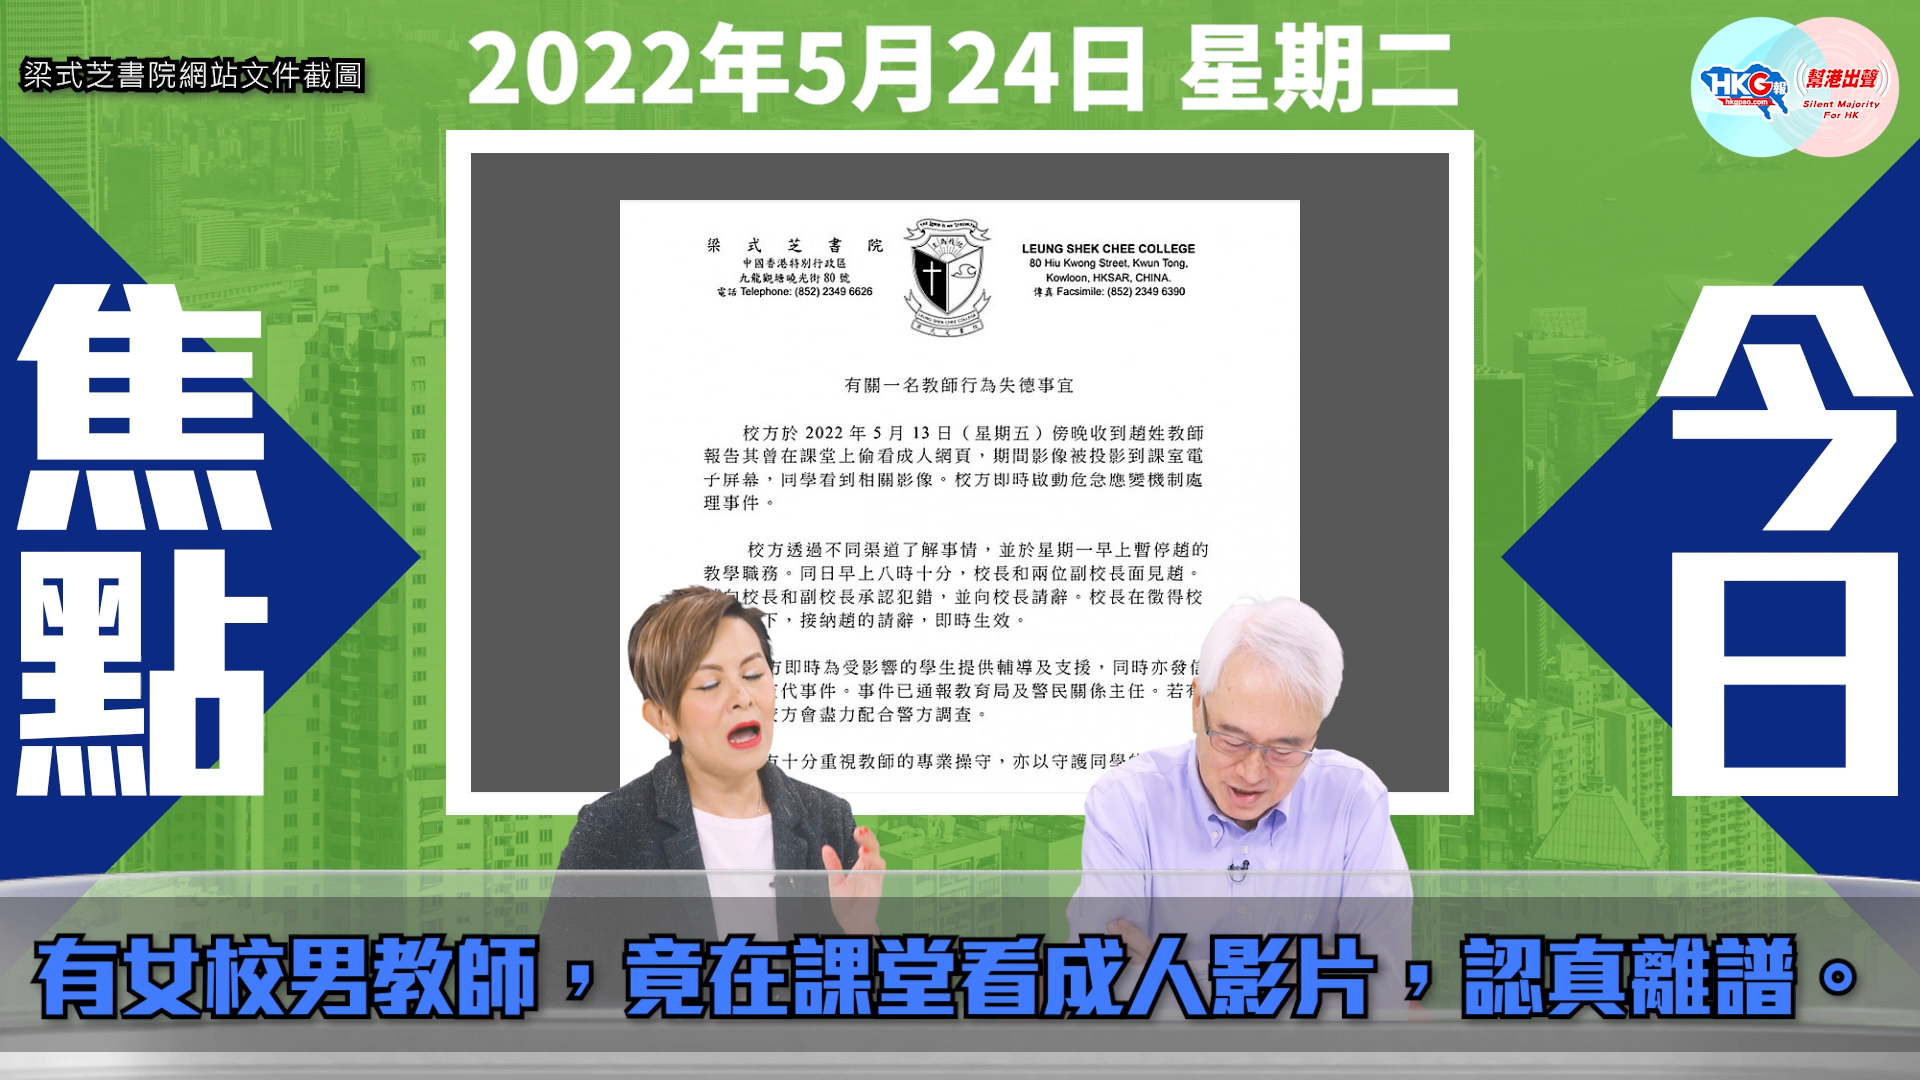 梁式芝書院網站文件截圖
2022年5月24日 星期二
HKG報
hkgpao.com
幫港出聲
Silent Majority
For HK
焦點
今日
梁式芝書院
中國香港特別行政區
九龍觀塘曉光街 80 號
電話 Telephone: (852) 2349 6626
LEUNG SHEK CHEE COLLEGE
80 Hiu Kwong Street, Kwun Tong,
Kowloon, HKSAR, CHINA.
傳真 Facsimile: (852) 2349 6390
LEUNG SHEK CHEE COLLEGE
梁式芝書院
有關一名教師行為失德事宜
校方於 2022 年 5 月 13 日（星期五）傍晚收到趙姓教師
報告其曾在課堂上偷看成人網頁，期間影像被投影到課室電
子屏幕，同學看到相關影像。校方即時啟動危急應變機制處
理事件。
校方透過不同渠道了解事情，並於星期一早上暫停趙的
教學職務。同日早上八時十分，校長和兩位副校長面見趙。
向校長和副校長承認犯錯，並向校長請辭。校長在徵得校
下，接納趙的請辭，即時生效。
方即時為受影響的學生提供輔導及支援，同時亦發信
代事件。事件已通報教育局及警民關係主任。若有
校方會盡力配合警方調查。
方十分重視教師的專業操守，亦以守護同學
有女校男教師，竟在課堂看成人影片，認真離譜。